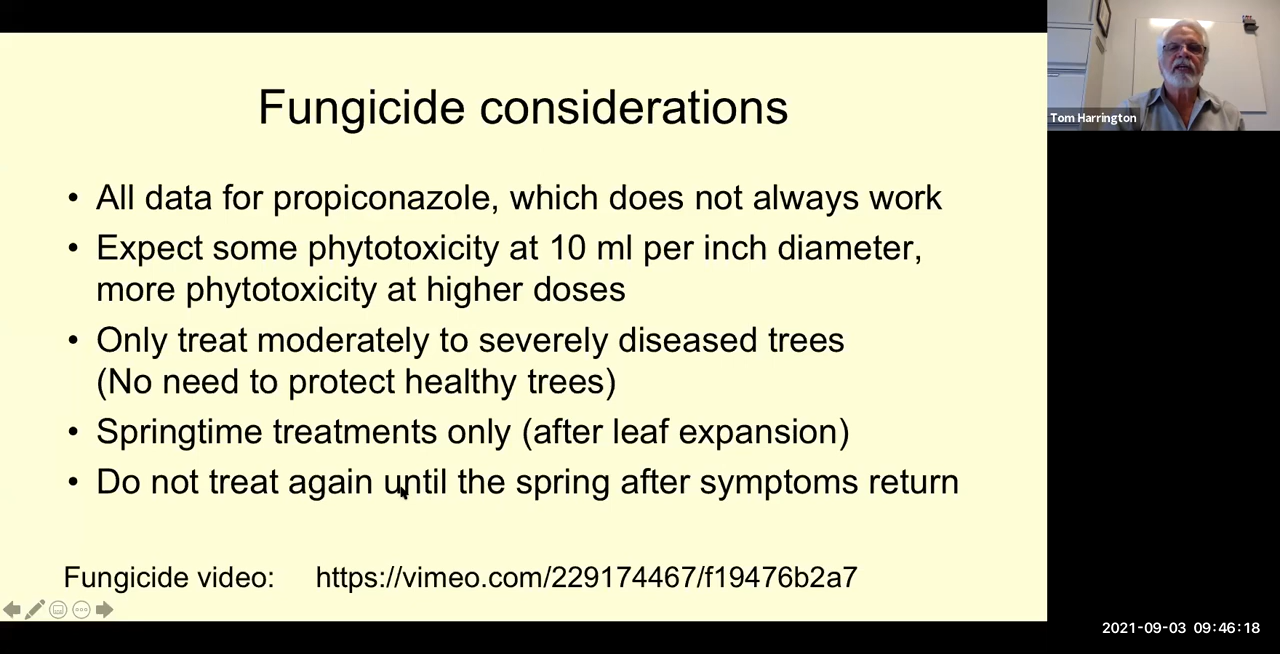 Fungicide considerations
• All data for propiconazole, which does not always work
• Expect some phytotoxicity at 10 ml per inch diameter,
more phytotoxicity at higher doses
• Only treat moderately to severely diseased trees
(No need to protect healthy trees)
• Springtime treatments only (after leaf expansion)
• Do not treat again until the spring after symptoms return
Fungicide video: https://vimeo.com/229174467/f19476b2a7
Tom Harrington
2021-09-03 09:46:18